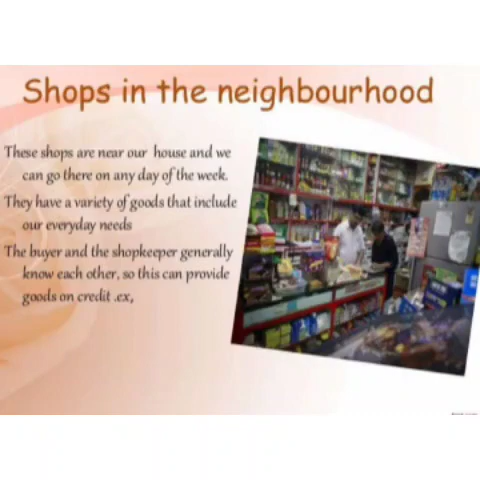 Shops in the neighbourhood
These shops are near our house and we
can go there on any day of the week.
They have a variety of goods that include
our everyday needs
The buyer and the shopkeeper generally
know each other, so this can provide
goods on credit .ex,